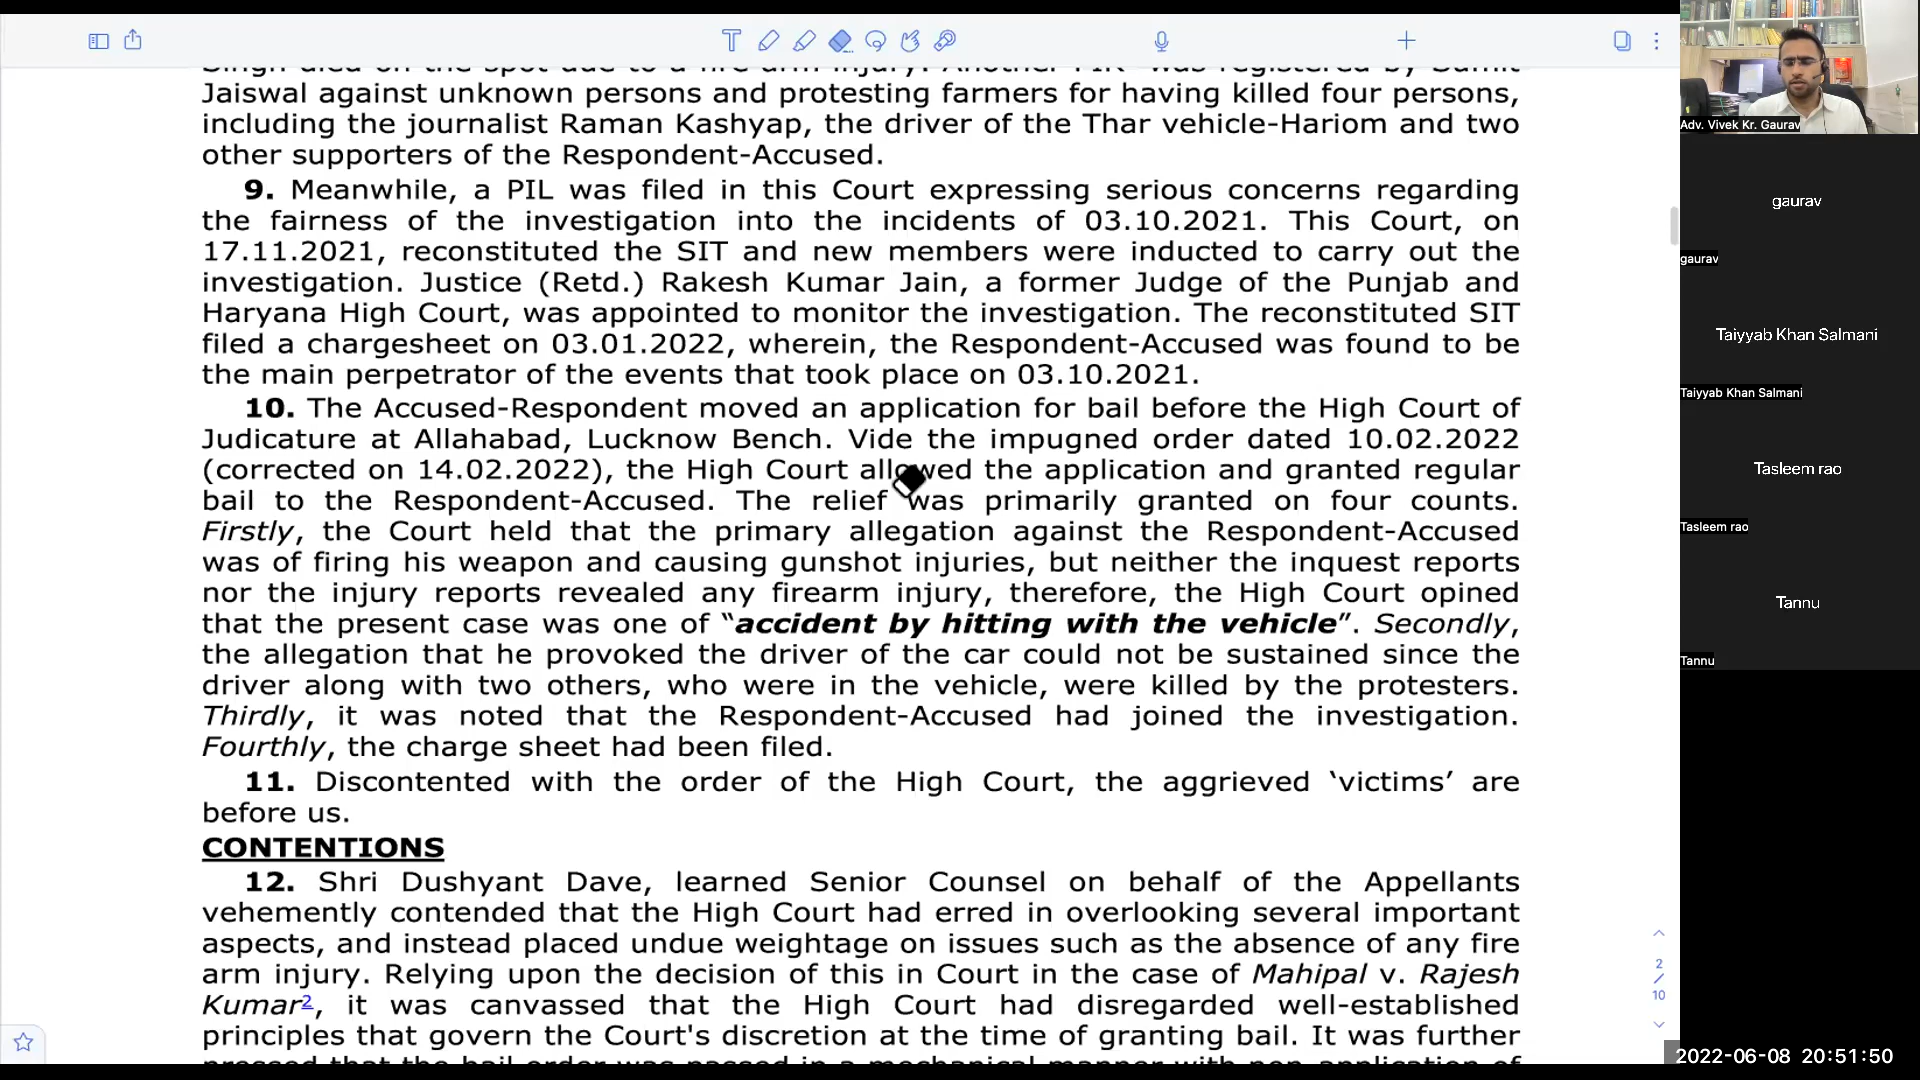 Jaiswal against unknown persons and protesting farmers for having killed four persons,
including the journalist Raman Kashyap, the driver of the Thar vehicle-Hariom and two
other supporters of the Respondent-Accused.
9. Meanwhile, a PIL was filed in this Court expressing serious concerns regarding
the fairness of the investigation into the incidents of 03.10.2021. This Court, on
17.11.2021, reconstituted the SIT and new members were inducted to carry out the
investigation. Justice (Retd.) Rakesh Kumar Jain, a former Judge of the Punjab and
Haryana High Court, was appointed to monitor the investigation. The reconstituted SIT
filed a chargesheet on 03.01.2022, wherein, the Respondent-Accused was found to be
the main perpetrator of the events that took place on 03.10.2021.
10. The Accused-Respondent moved an application for bail before the High Court of
Judicature at Allahabad, Lucknow Bench. Vide the impugned order dated 10.02.2022
(corrected on 14.02.2022), the High Court allowed the application and granted regular
bail to the Respondent-Accused. The relief was primarily granted on four counts.
Firstly, the Court held that the primary allegation against the Respondent-Accused
was of firing his weapon and causing gunshot injuries, but neither the inquest reports
nor the injury reports revealed any firearm injury, therefore, the High Court opined
that the present case was one of “accident by hitting with the vehicle”. Secondly,
the allegation that he provoked the driver of the car could not be sustained since the
driver along with two others, who were in the vehicle, were killed by the protesters.
Thirdly, it was noted that the Respondent-Accused had joined the investigation.
Fourthly, the charge sheet had been filed.
11. Discontented with the order of the High Court, the aggrieved ‘victims’ are
before us.
CONTENTIONS
12. Shri Dushyant Dave, learned Senior Counsel on behalf of the Appellants
vehemently contended that the High Court had erred in overlooking several important
aspects, and instead placed undue weightage on issues such as the absence of any fire
arm injury. Relying upon the decision of this in Court in the case of Mahipal v. Rajesh
Kumar2, it was canvassed that the High Court had disregarded well-established
principles that govern the Court's discretion at the time of granting bail. It was further
2
/
10
Adv. Vivek Kr. Gaurav
gaurav
gaurav
Taiyyab Khan Salmani
Taiyyab Khan Salmani
Tasleem rao
Tasleem rao
Tannu
Tannu
2022-06-08 20:51:50